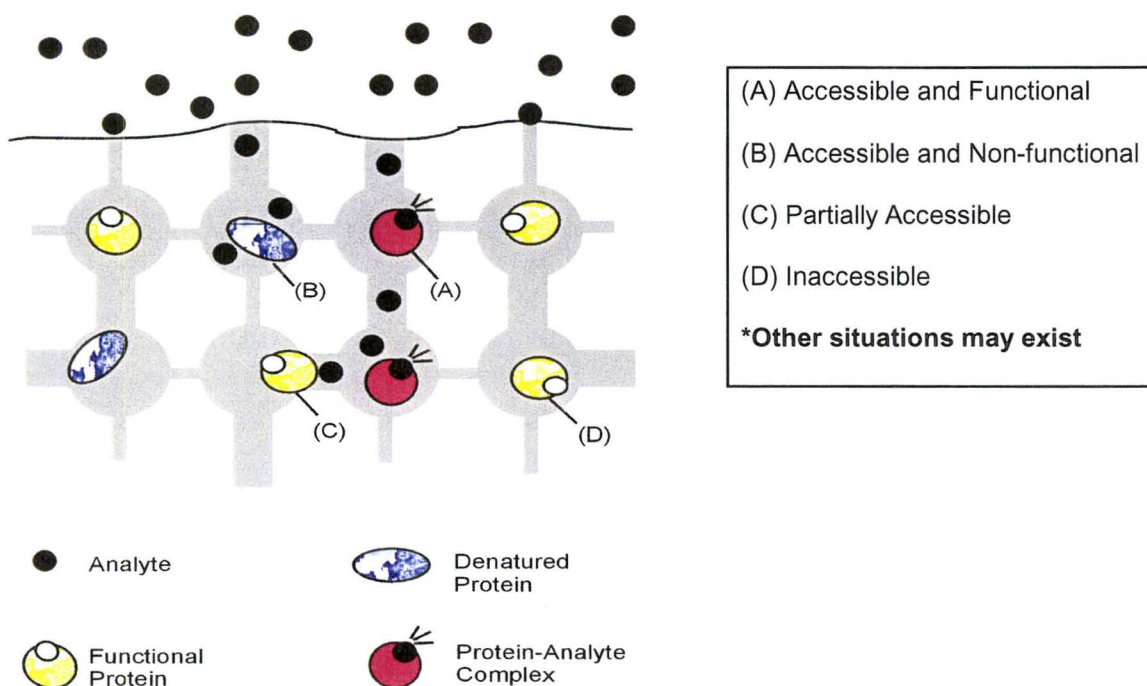 (A) Accessible and Functional
(B) Accessible and Non-functional
(C) Partially Accessible
(D) Inaccessible
*Other situations may exist
(B)
(A)
(C)
(D)
Analyte
Denatured
Protein
Functional
Protein
Protein-Analyte
Complex